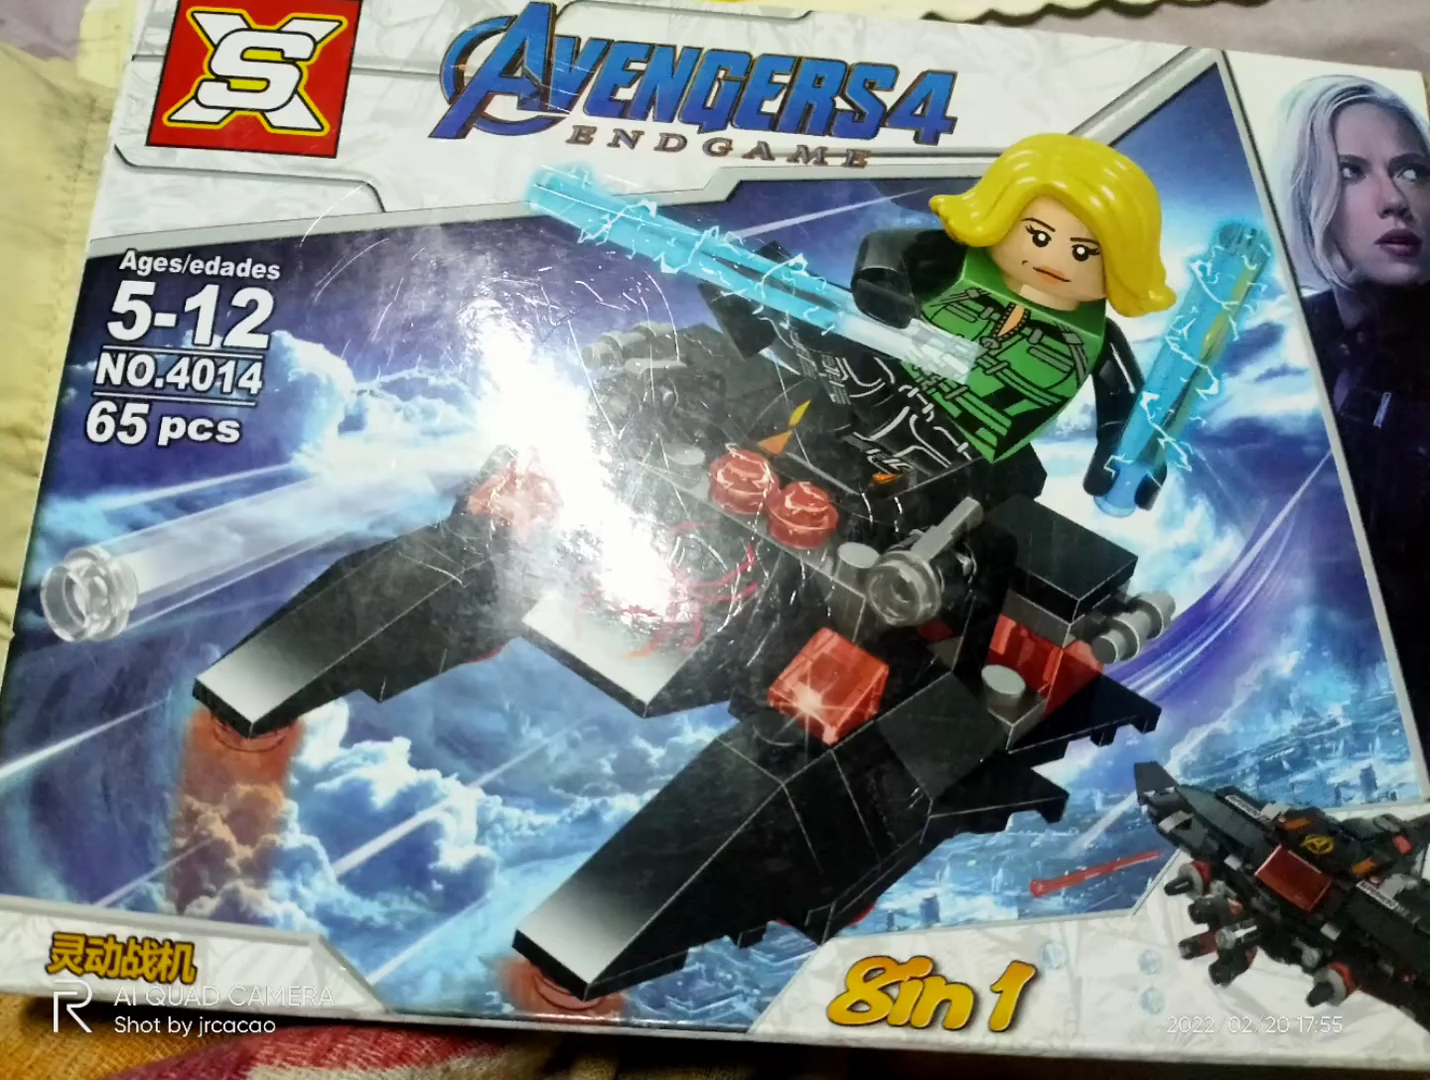 SX
AVENGERS4
ENDGAME
Ages/edades
5-12
NO.4014
65 pcs
灵动战机
8in1
AI QUAD CAMERA
Shot by jrcacao
2022/02/20 17:55